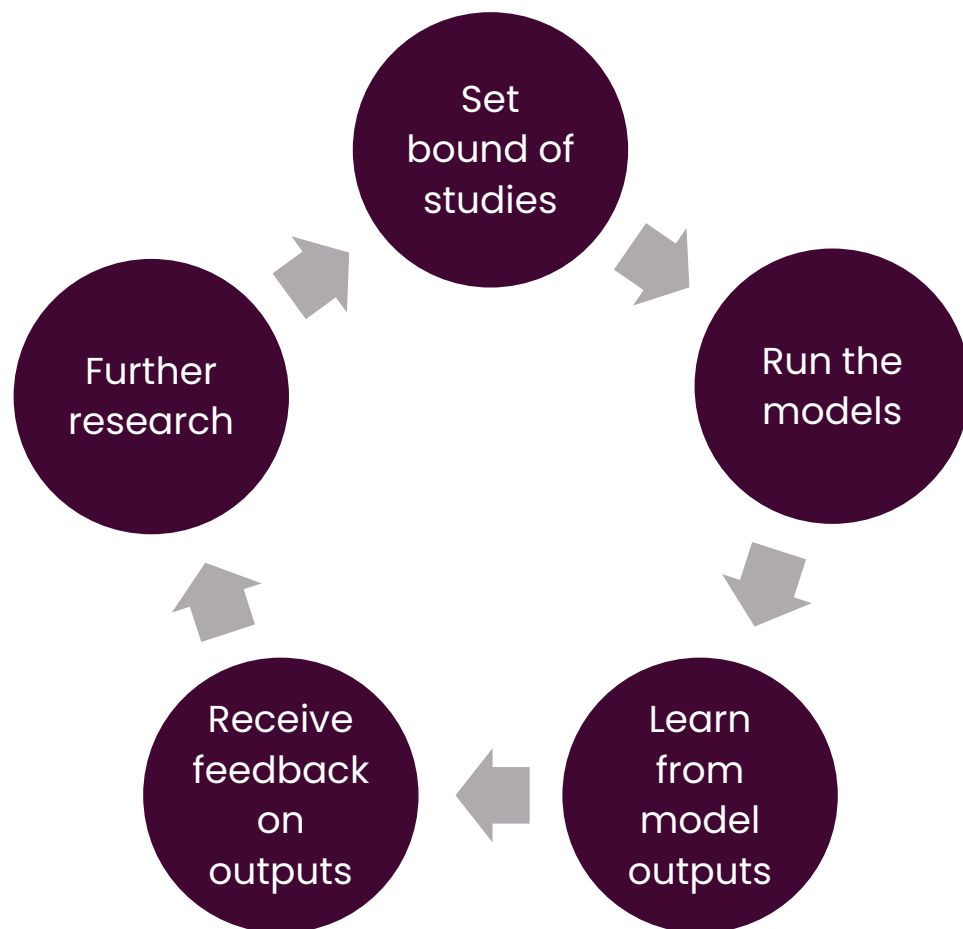 Set
bound of
studies
Run the
models
Learn
from
model
outputs
Receive
feedback
on
outputs
Further
research